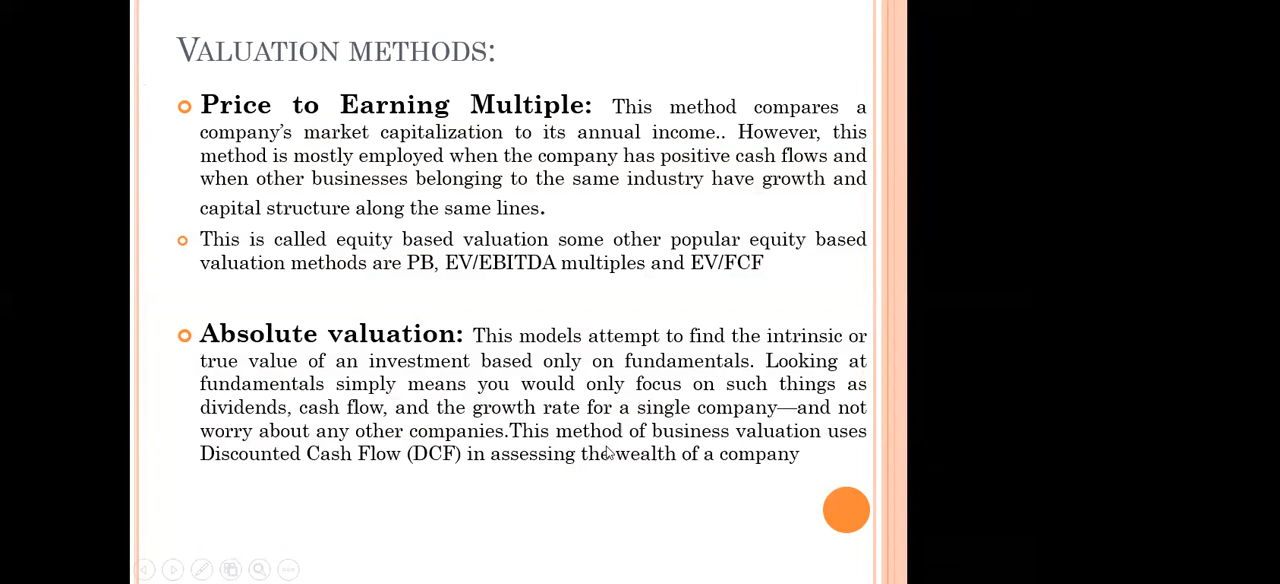 VALUATION METHODS:
Price to Earning Multiple: This method compares a
company's market capitalization to its annual income.. However, this
method is mostly employed when the company has positive cash flows and
when other businesses belonging to the same industry have growth and
capital structure along the same lines.
This is called equity based valuation some other popular equity based
valuation methods are PB, EV/EBITDA multiples and EV/FCF
Absolute valuation: This models attempt to find the intrinsic or
true value of an investment based only on fundamentals. Looking at
fundamentals simply means you would only focus on such things as
dividends, cash flow, and the growth rate for a single company—and not
worry about any other companies.This method of business valuation uses
Discounted Cash Flow (DCF) in assessing the wealth of a company